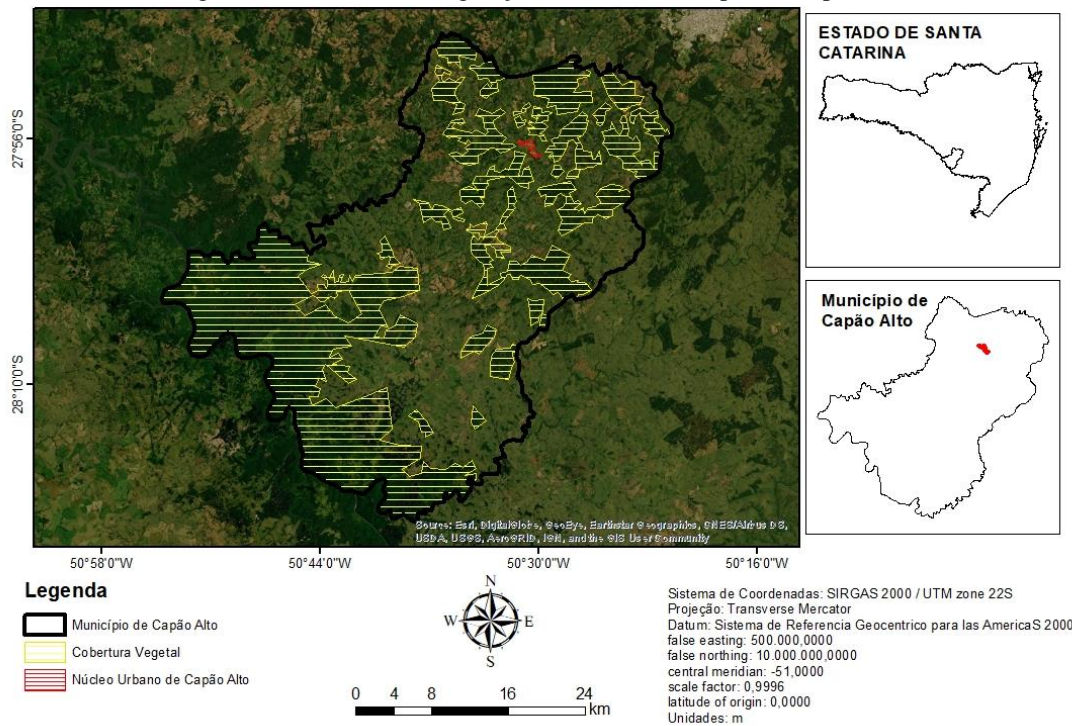 ESTADO DE SANTA
CATARINA
27°56'0"S
28°10'0"S
Município de
Capão Alto
Source: Esri, DigitalGlobe, GeoEye, Earthstar Geographics, CNES/Airbus DS,
USDA, USGS, AeroGRID, IGN, and the GIS User Community
50°58'0"W 50°44'0"W 50°30'0"W 50°16'0"W
Legenda
Município de Capão Alto
Cobertura Vegetal
Núcleo Urbano de Capão Alto
N
W E
S
0 4 8 16 24
km
Sistema de Coordenadas: SIRGAS 2000 / UTM zone 22S
Projeção: Transverse Mercator
Datum: Sistema de Referencia Geocentrico para las AmericaS 2000
false easting: 500.000,0000
false northing: 10.000.000,0000
central meridian: -51,0000
scale factor: 0,9996
latitude of origin: 0,0000
Unidades: m